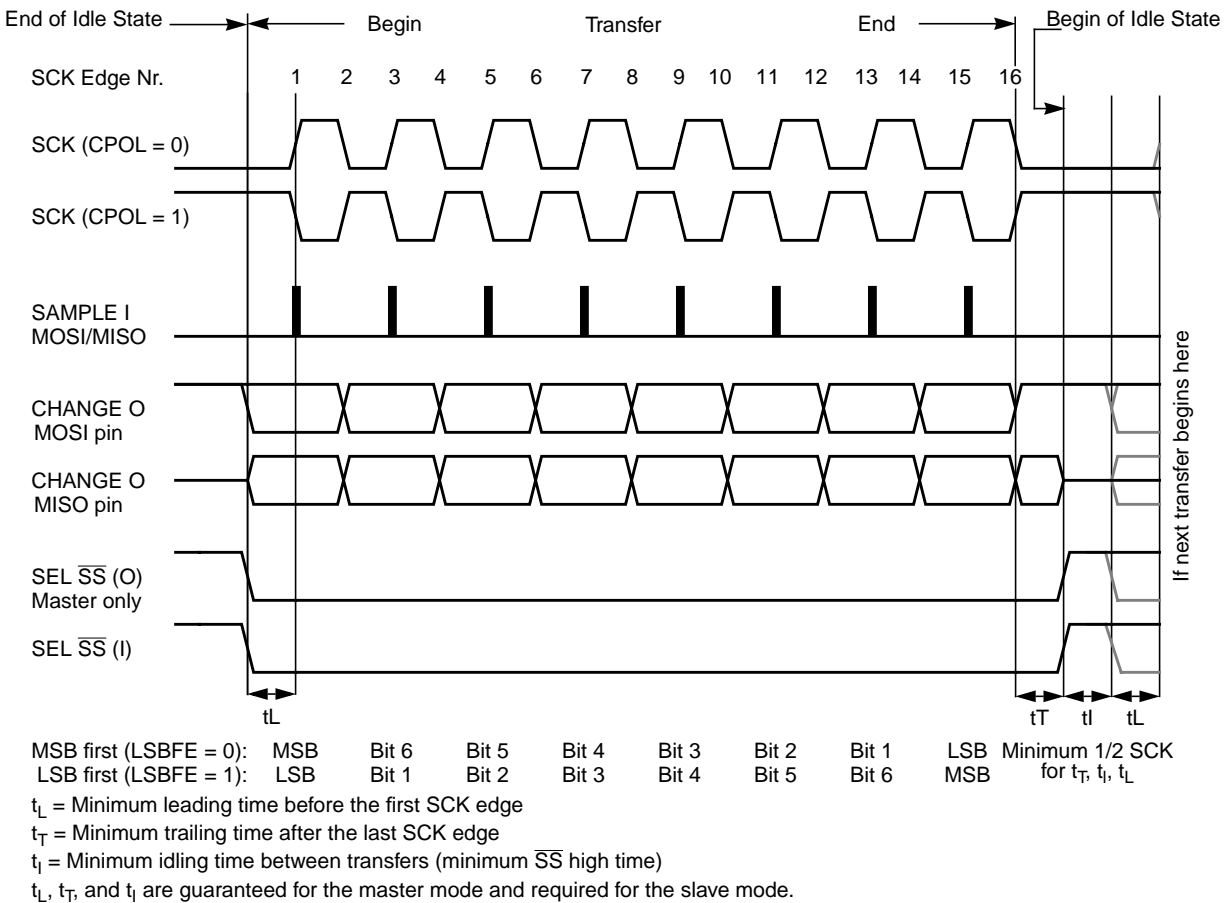 End of Idle State Begin Transfer End Begin of Idle State
SCK Edge Nr. 1 2 3 4 5 6 7 8 9 10 11 12 13 14 15 16
SCK (CPOL = 0)
SCK (CPOL = 1)
SAMPLE I
MOSI/MISO
CHANGE O
MOSI pin
CHANGE O
MISO pin
SEL SS (O)
Master only
SEL SS (I)
If next transfer begins here
tL tT tI tL
MSB first (LSBFE = 0): MSB Bit 6 Bit 5 Bit 4 Bit 3 Bit 2 Bit 1 LSB Minimum 1/2 SCK
LSB first (LSBFE = 1): LSB Bit 1 Bit 2 Bit 3 Bit 4 Bit 5 Bit 6 MSB for tT, tI, tL
tL = Minimum leading time before the first SCK edge
tT = Minimum trailing time after the last SCK edge
tI = Minimum idling time between transfers (minimum SS high time)
tL, tT, and tI are guaranteed for the master mode and required for the slave mode.